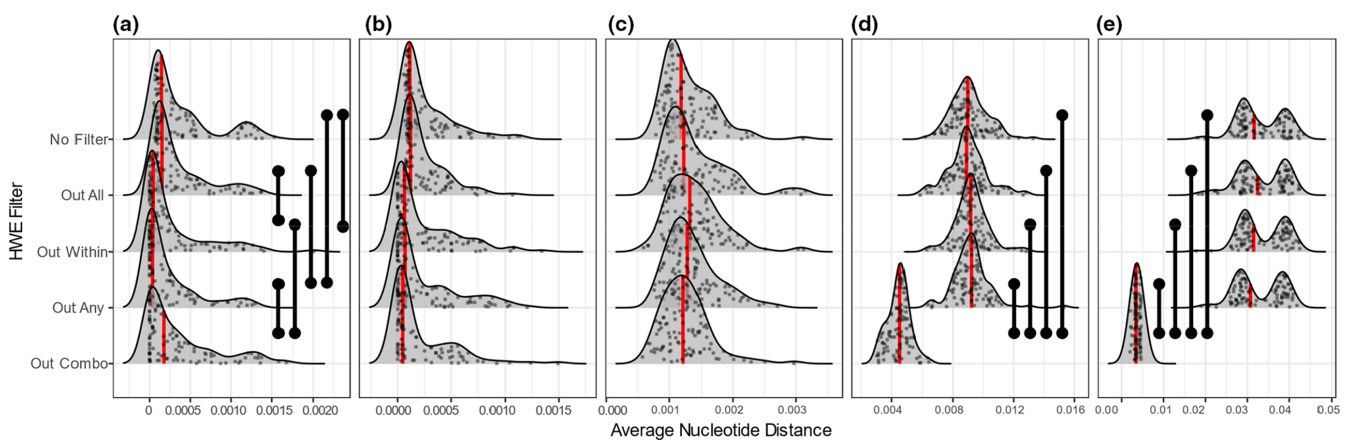 (a) (b) (c) (d) (e)
HWE Filter
No Filter
Out All
Out Within
Out Any
Out Combo
0 0.0005 0.0010 0.0015 0.0020 0.0000 0.0005 0.0010 0.0015 0.000 0.001 0.002 0.003 0.004 0.008 0.012 0.016 0.00 0.01 0.02 0.03 0.04 0.05
Average Nucleotide Distance